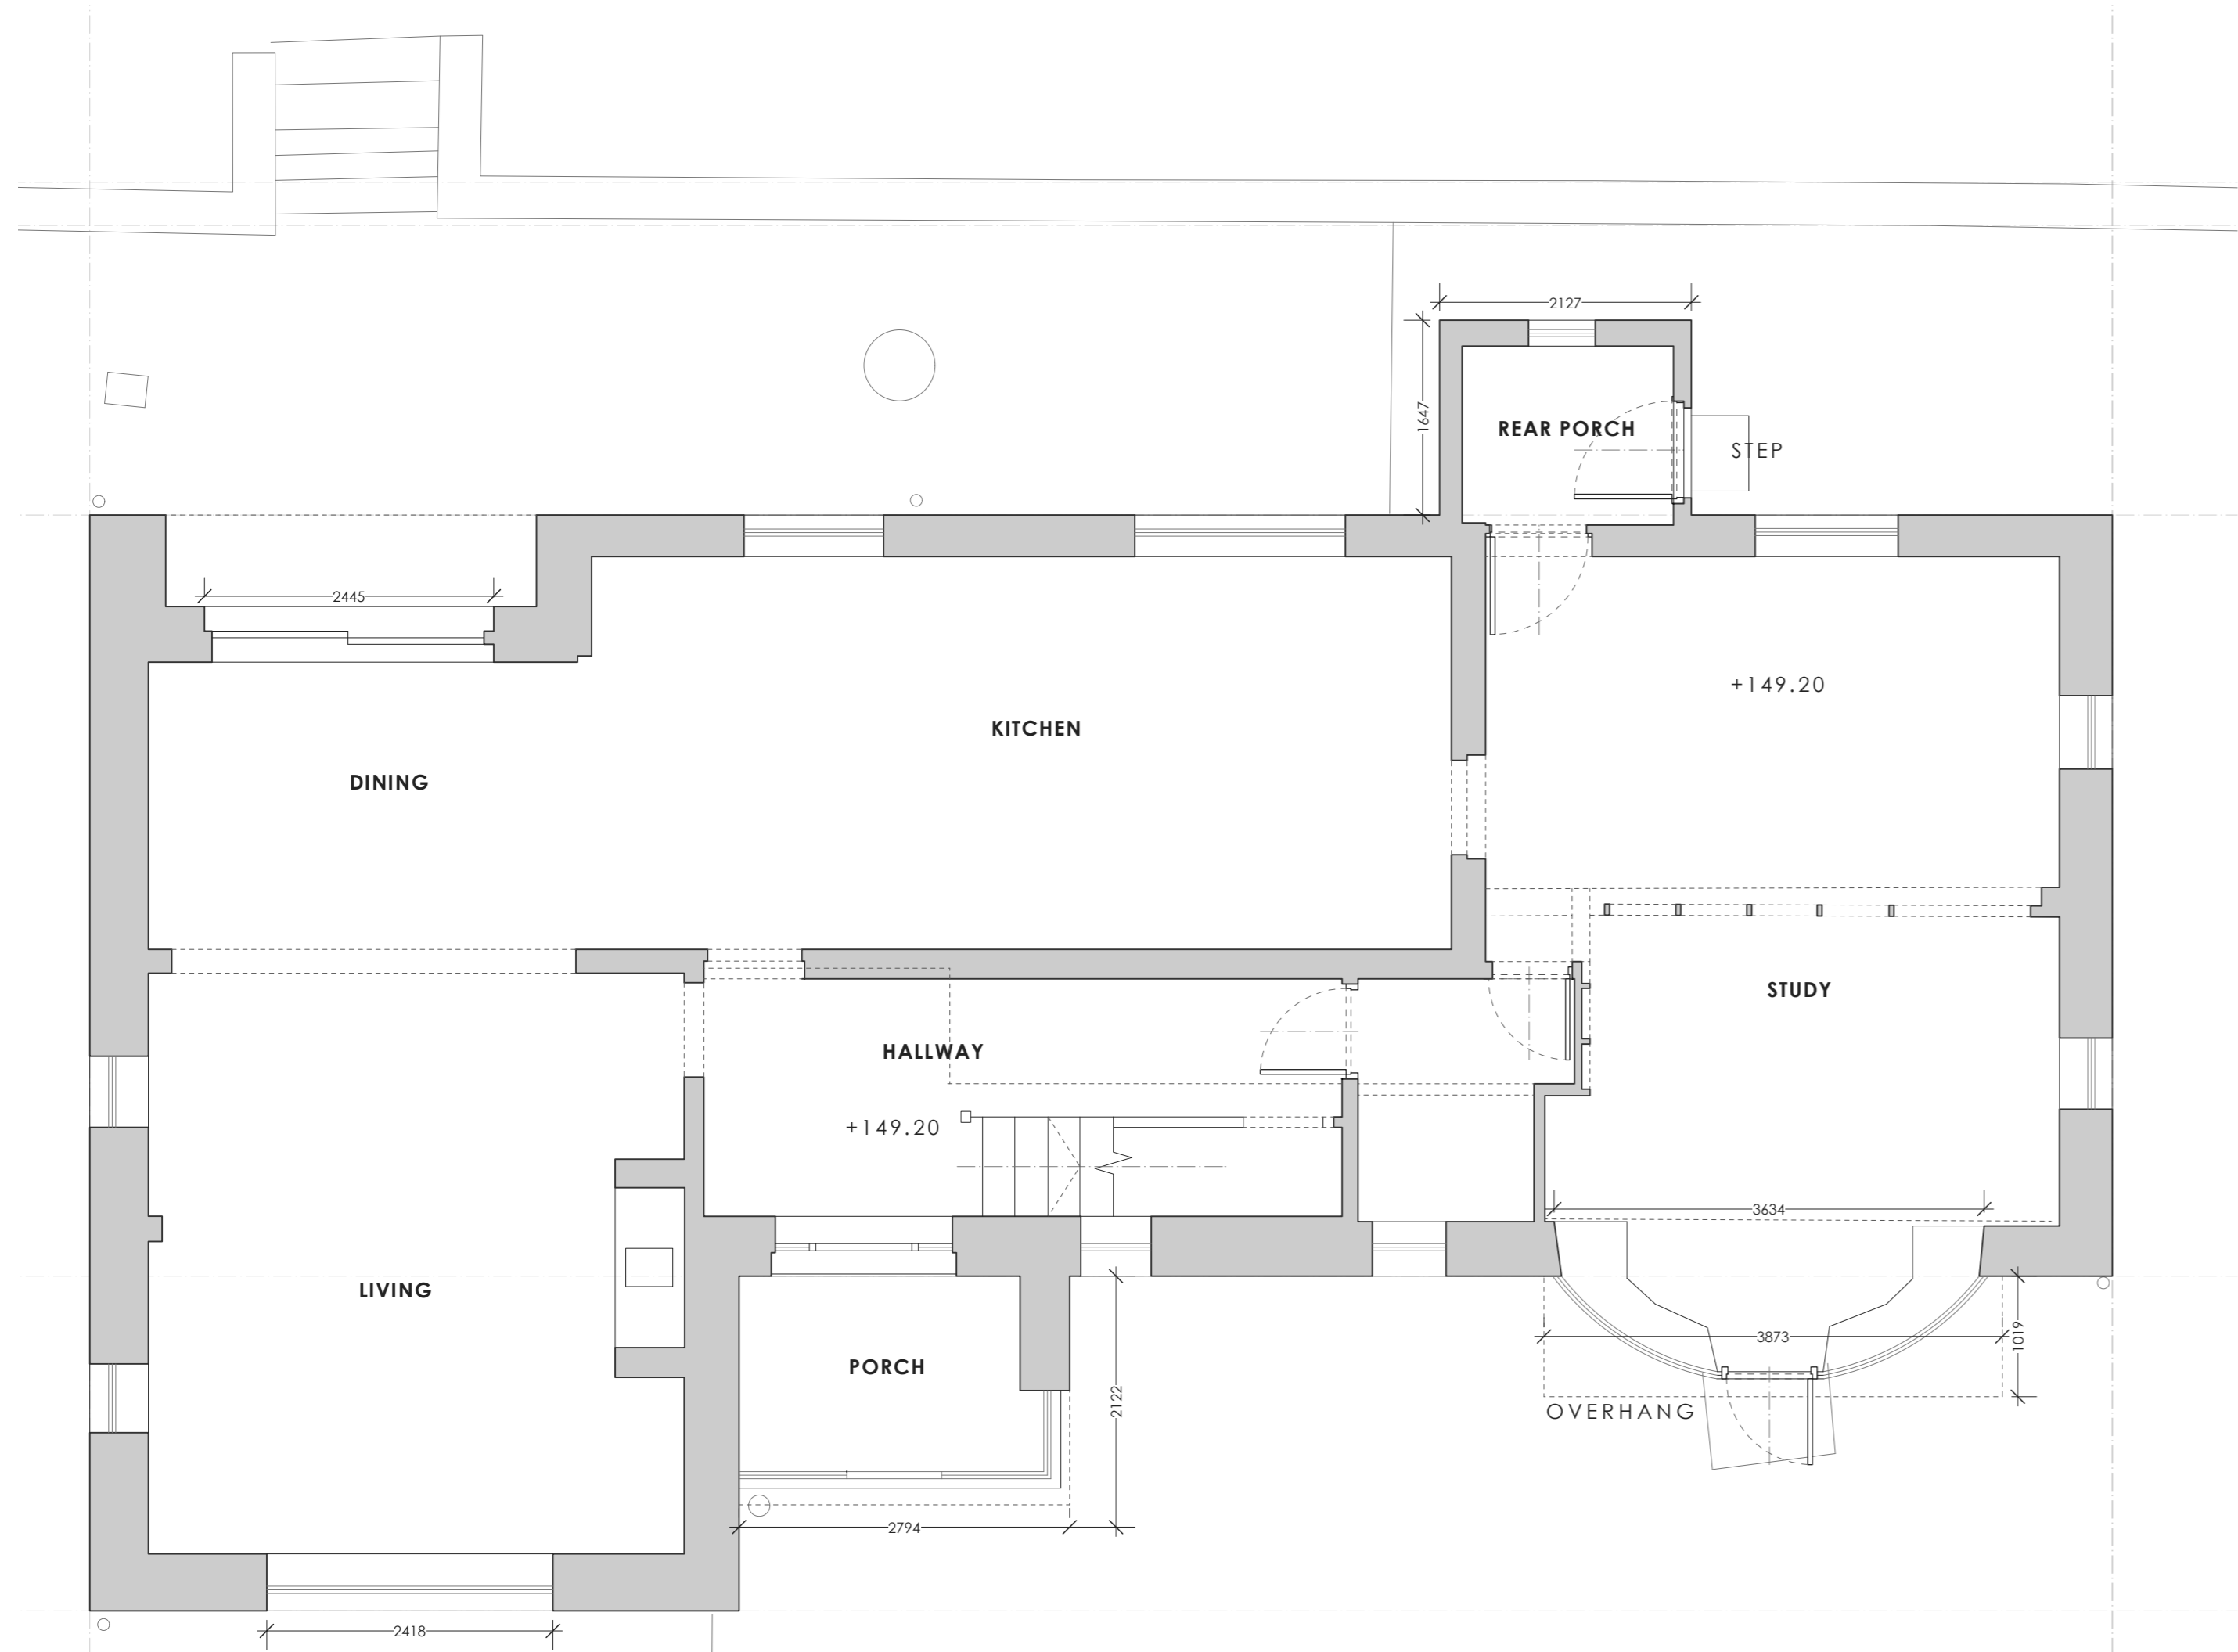 2127
1647
REAR PORCH
STEP
2445
+149.20
KITCHEN
DINING
STUDY
HALLWAY
+149.20
3634
LIVING
3873
1019
PORCH
2122
OVERHANG
2794
2418